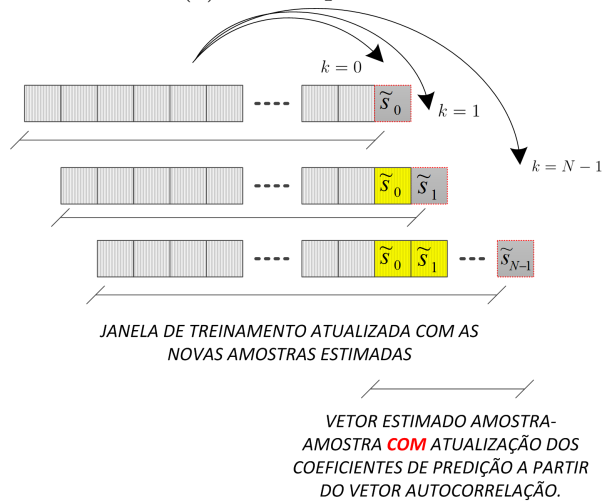 k = 0
s̃₀
k = 1
k = N − 1
s̃₀ s̃₁
s̃₀ s̃₁ s̃N-1
JANELA DE TREINAMENTO ATUALIZADA COM AS
NOVAS AMOSTRAS ESTIMADAS
VETOR ESTIMADO AMOSTRA-
AMOSTRA COM ATUALIZAÇÃO DOS
COEFICIENTES DE PREDIÇÃO A PARTIR
DO VETOR AUTOCORRELAÇÃO.